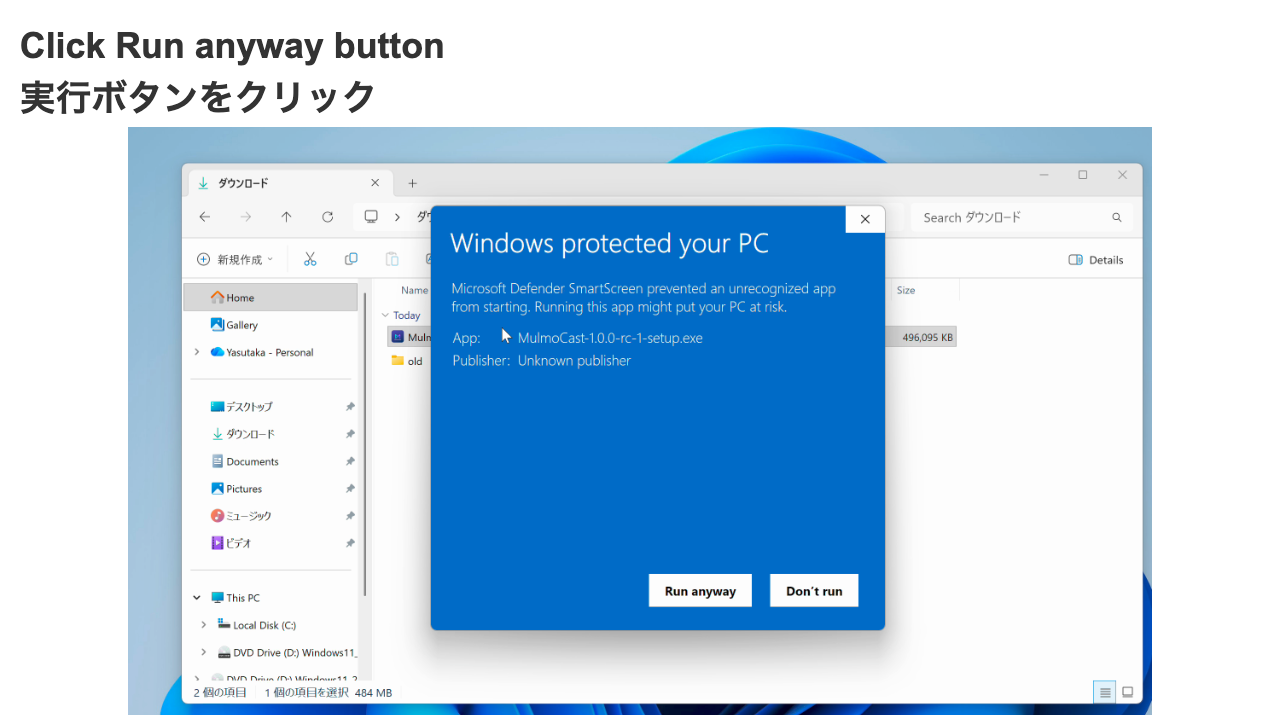 Click Run anyway button
実行ボタンをクリック
ダウンロード
Search ダウンロード
新規作成
Details
Home
Gallery
Yasutaka - Personal
デスクトップ
ダウンロード
Documents
Pictures
ミュージック
ビデオ
This PC
Local Disk (C:)
DVD Drive (D:) Windows11_
DVD Drive (D:) Windows11_2
2 個の項目
1 個の項目を選択 484 MB
Name
Size
Today
496,095 KB
old
Windows protected your PC
Microsoft Defender SmartScreen prevented an unrecognized app
from starting. Running this app might put your PC at risk.
App: MulmoCast-1.0.0-rc-1-setup.exe
Publisher: Unknown publisher
Run anyway
Don't run